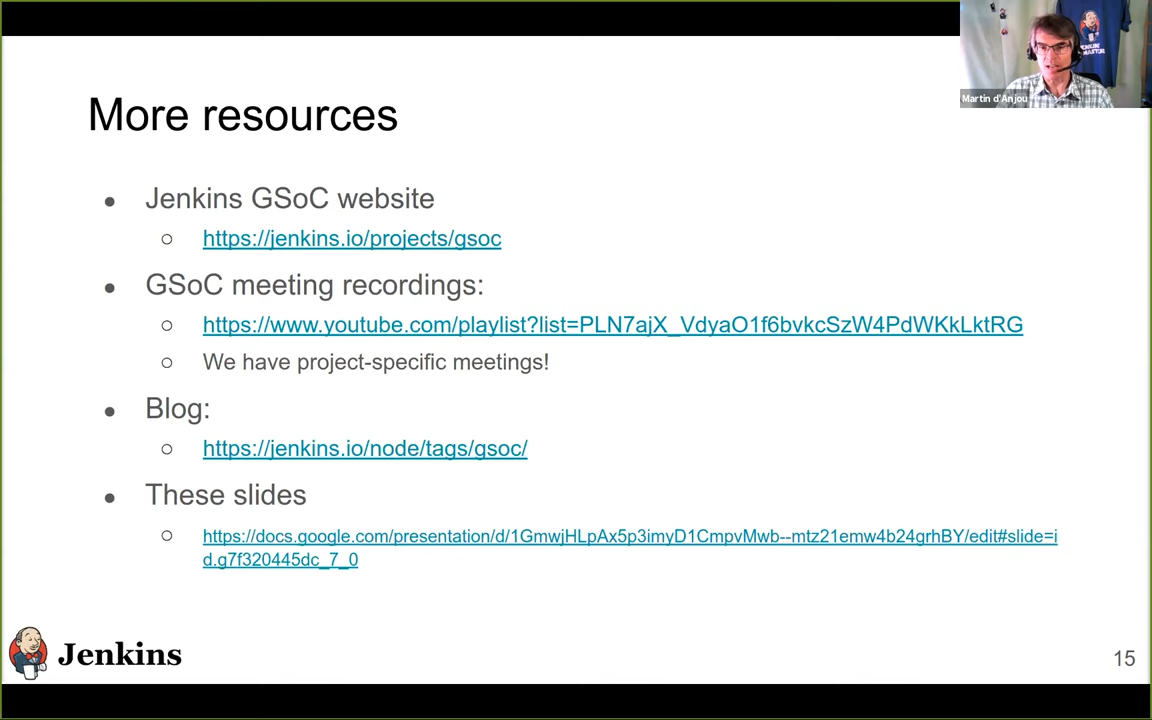 More resources
Martin d'Anjou
● Jenkins GSoC website
○ https://jenkins.io/projects/gsoc
● GSoC meeting recordings:
○ https://www.youtube.com/playlist?list=PLN7ajX_VdyaO1f6bvkcSzW4PdWKkLktRG
○ We have project-specific meetings!
● Blog:
○ https://jenkins.io/node/tags/gsoc/
● These slides
○ https://docs.google.com/presentation/d/1GmwjHLpAx5p3imyD1CmpvMwb--mtz21emw4b24grhBY/edit#slide=i
d.g7f320445dc_7_0
Jenkins
15